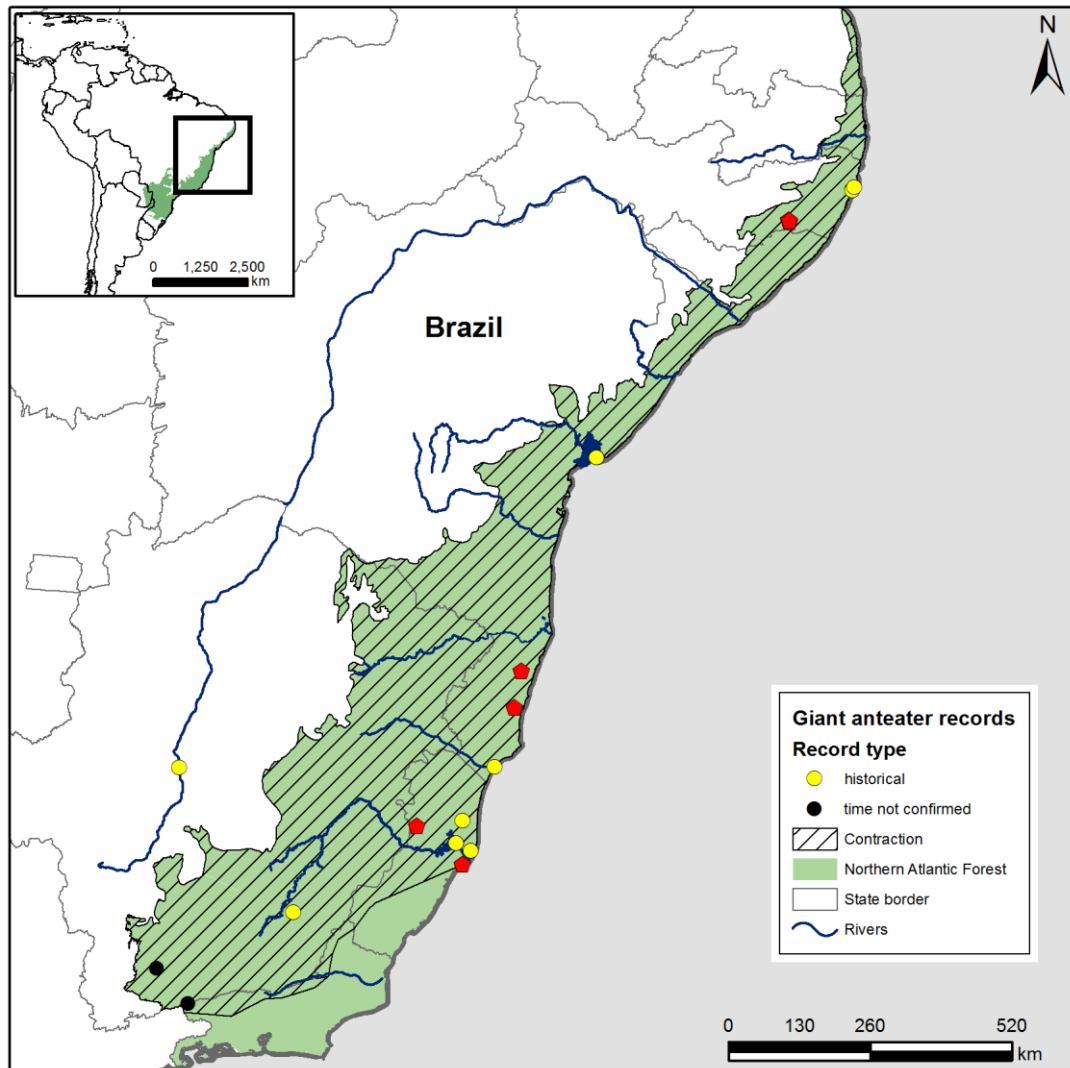 N
0 1,250 2,500
km
Brazil
Giant anteater records
Record type
historical
time not confirmed
Contraction
Northern Atlantic Forest
State border
Rivers
0 130 260 520
km